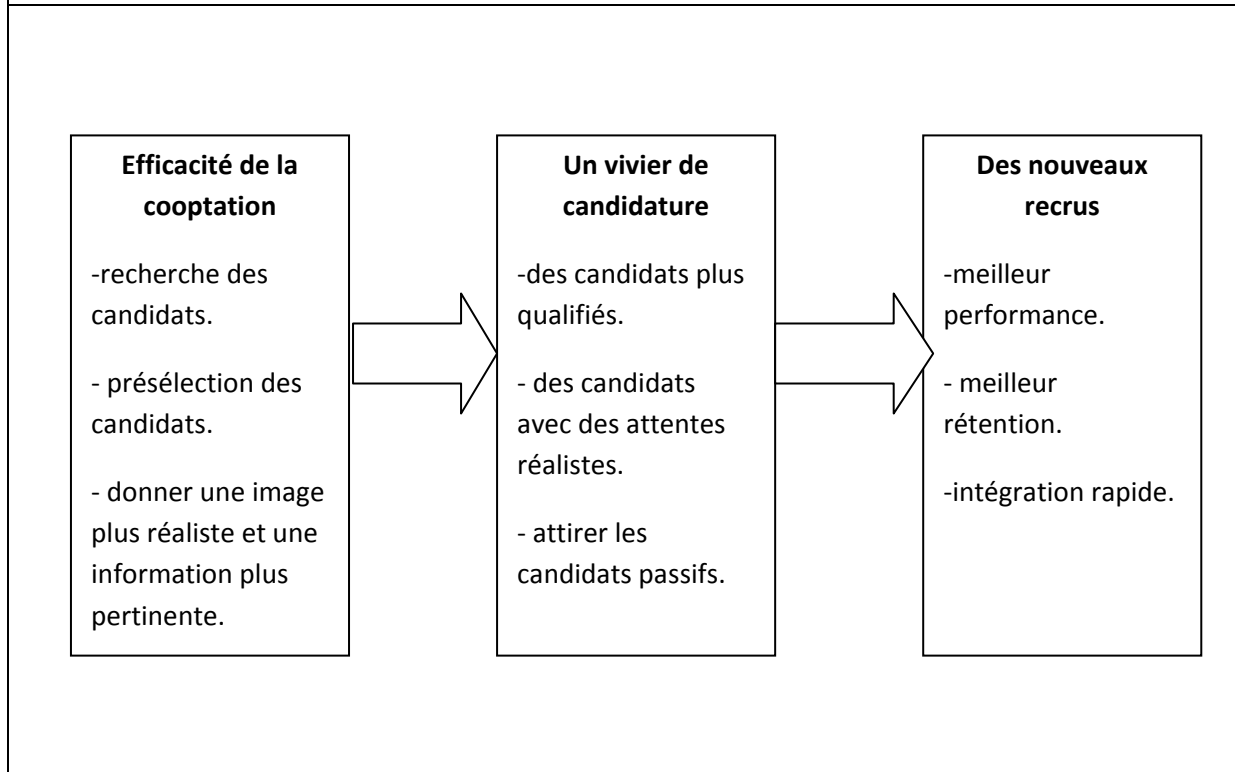 Efficacité de la
cooptation
-recherche des
candidats.
- présélection des
candidats.
- donner une image
plus réaliste et une
information plus
pertinente.
Un vivier de
candidature
-des candidats plus
qualifiés.
- des candidats
avec des attentes
réalistes.
- attirer les
candidats passifs.
Des nouveaux
recrus
-meilleur
performance.
- meilleur
rétention.
-intégration rapide.